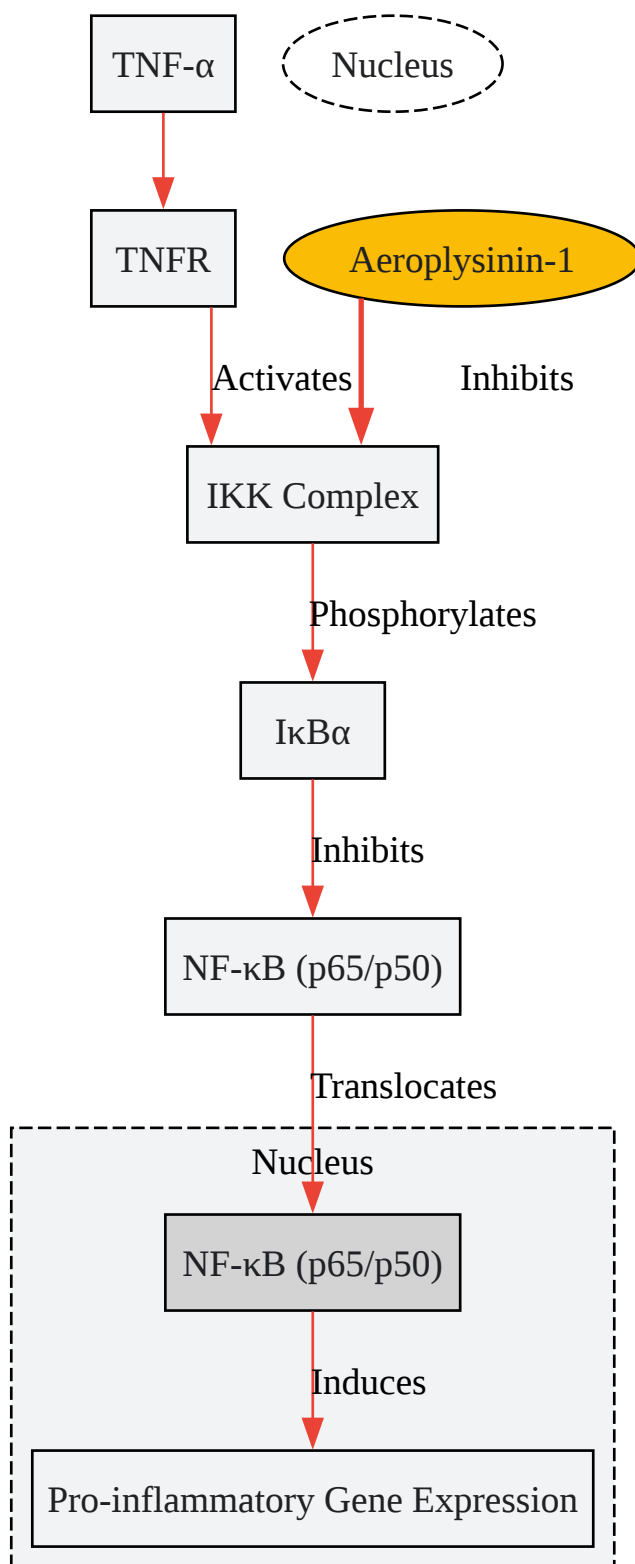 TNF-α
Nucleus
TNFR
Aeroplysinin-1
Activates
Inhibits
IKK Complex
Phosphorylates
IκBα
Inhibits
NF-κB (p65/p50)
Translocates
Nucleus
NF-κB (p65/p50)
Induces
Pro-inflammatory Gene Expression